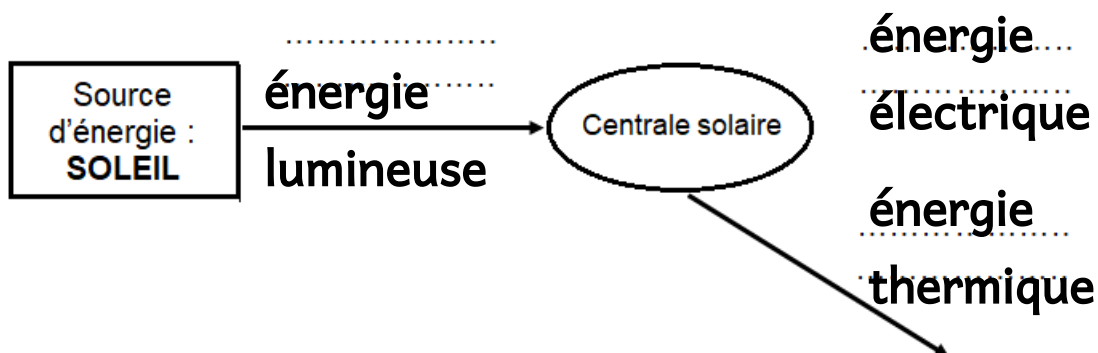 Source
d'énergie :
SOLEIL
énergie
lumineuse
Centrale solaire
énergie
électrique
énergie
thermique